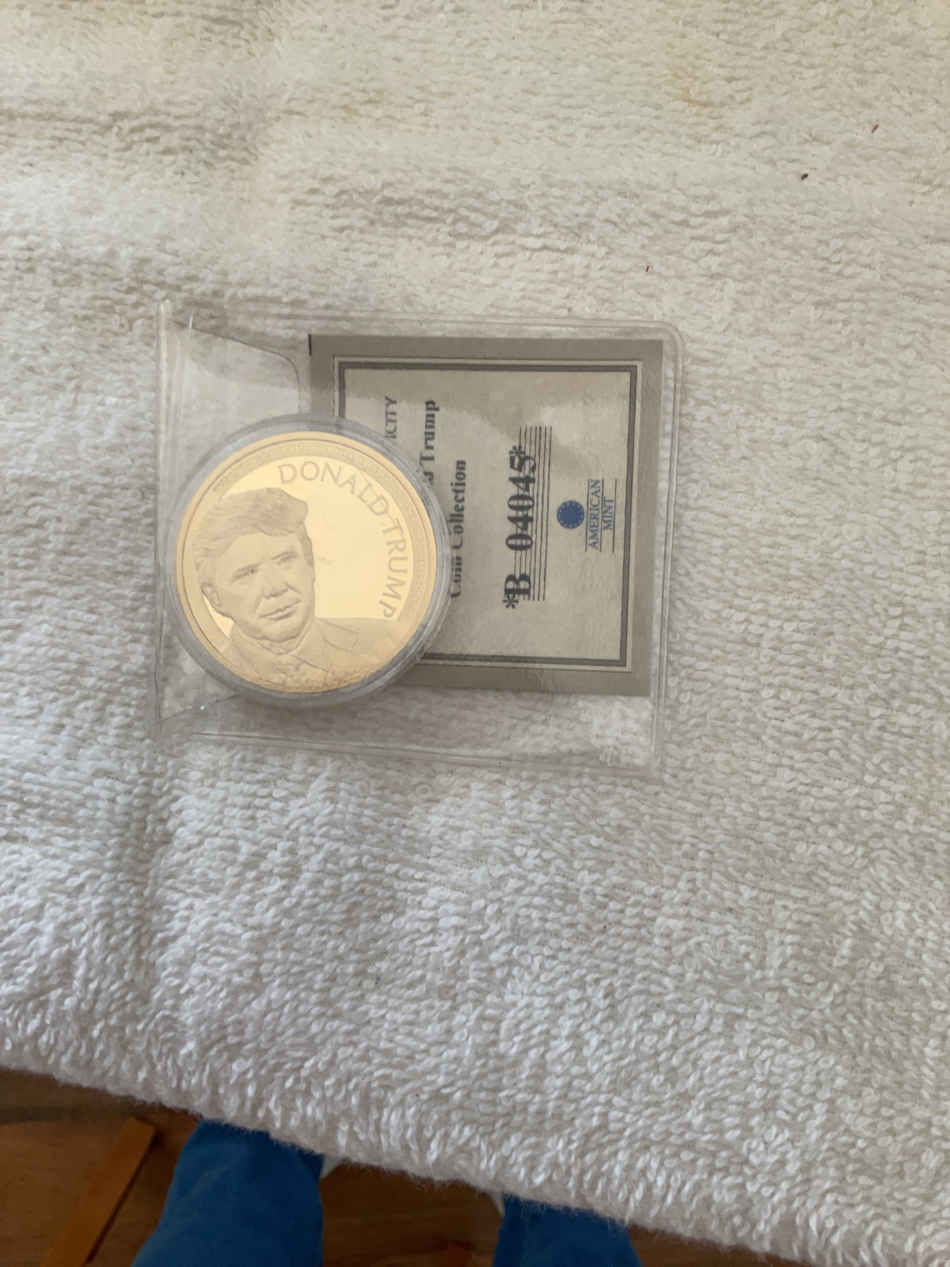 DONALD TRUMP
Trump
Coin Collection
*B 04045*
AMERICAN
MINT